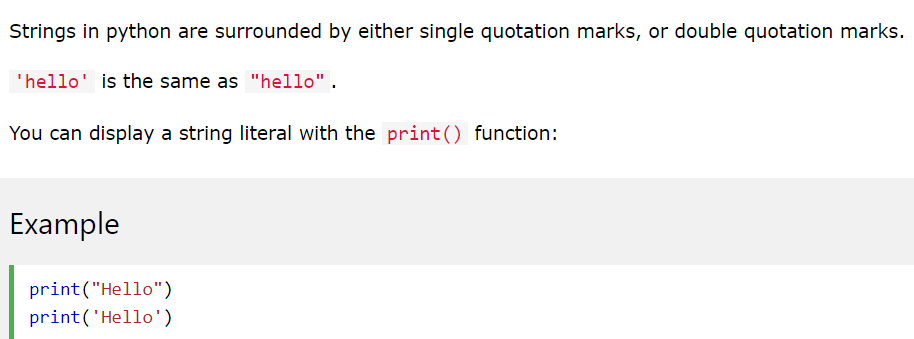 Strings in python are surrounded by either single quotation marks, or double quotation marks.
'hello' is the same as "hello".
You can display a string literal with the print() function:
Example
print("Hello")
print('Hello')